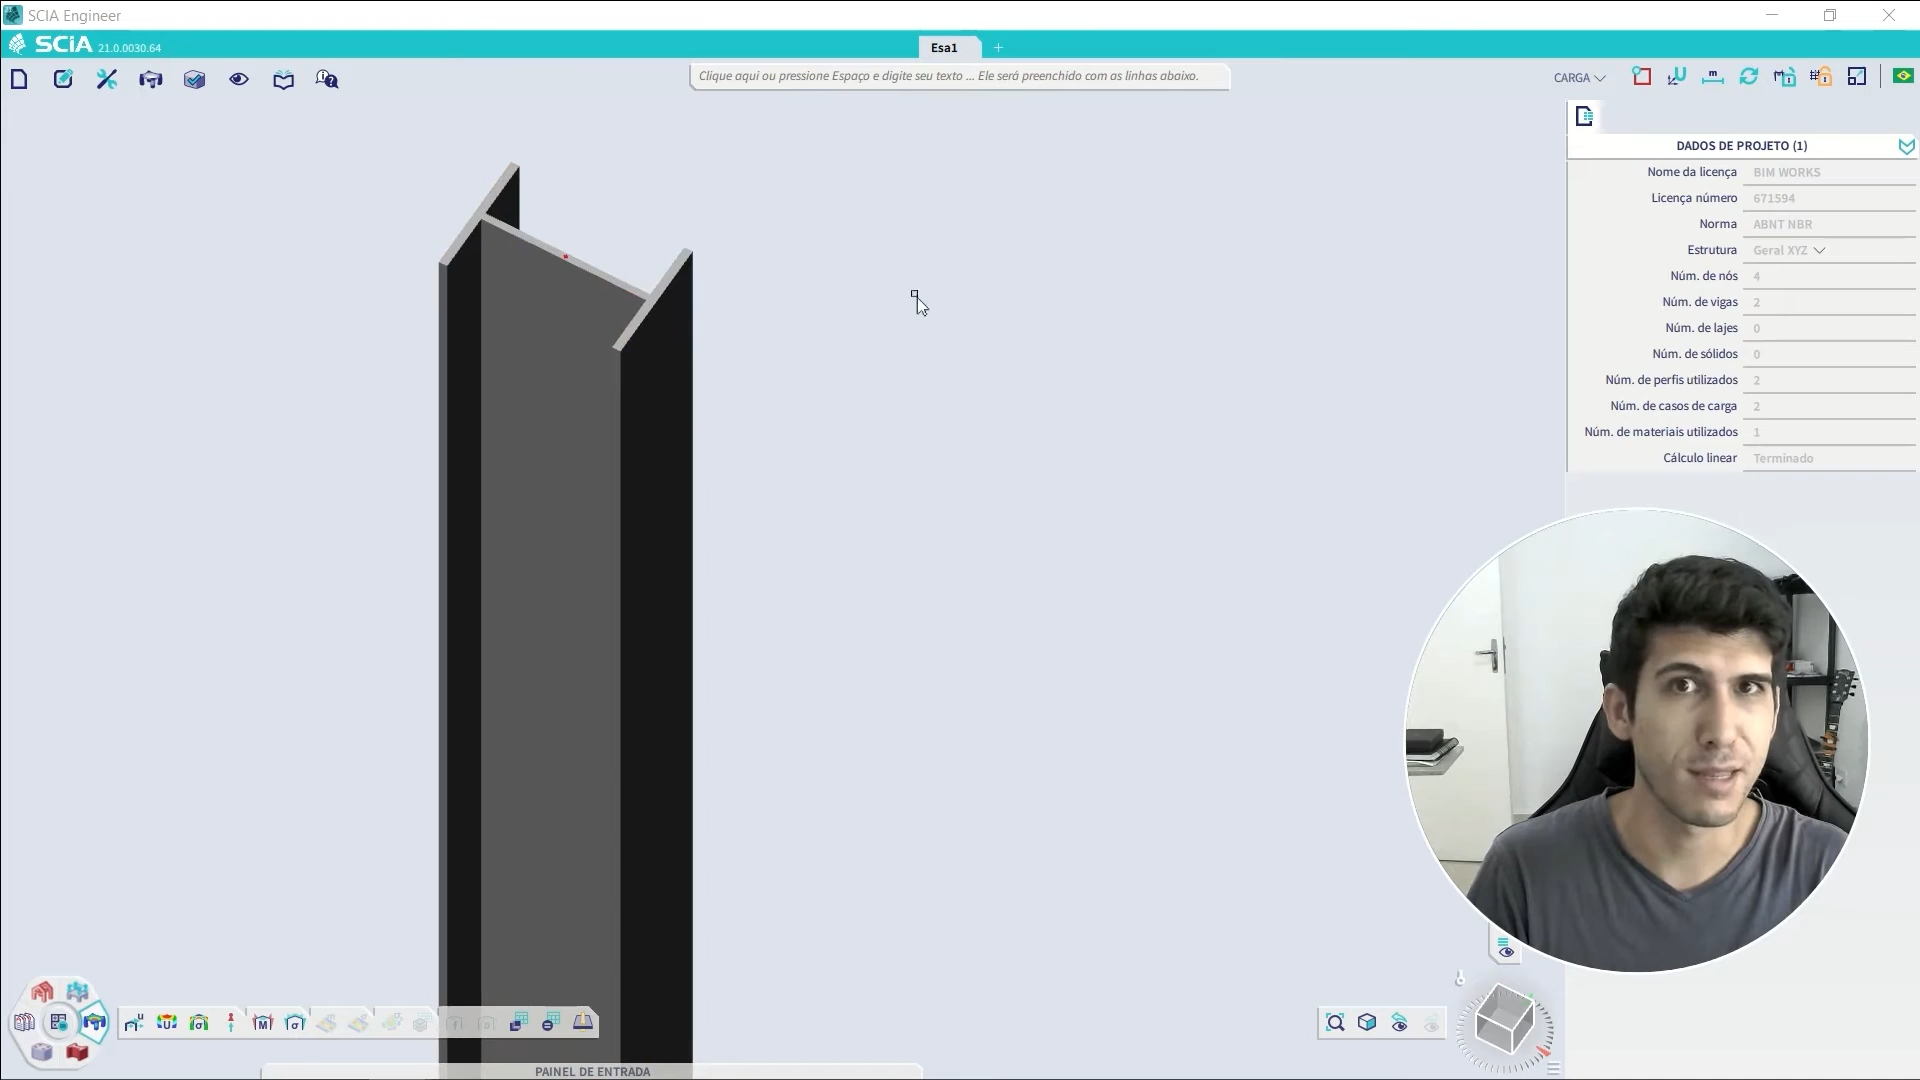 SCIA Engineer
SCIA 21.0.0030.64
Esa1
Clique aqui ou pressione Espaço e digite seu texto ... Ele será preenchido com as linhas abaixo.
CARGA
DADOS DE PROJETO (1)
Nome da licença BIM WORKS
Licença número 671594
Norma ABNT NBR
Estrutura Geral XYZ
Núm. de nós 4
Núm. de vigas 2
Núm. de lajes 0
Núm. de sólidos 0
Núm. de perfis utilizados 2
Núm. de casos de carga 2
Núm. de materiais utilizados 1
Cálculo linear Terminado
PAINEL DE ENTRADA